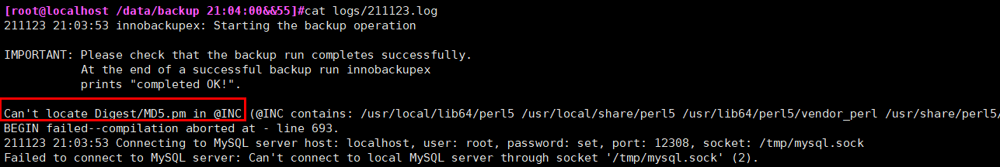 [root@localhost /data/backup 21:04:00&&55]#cat logs/211123.log
211123 21:03:53 innobackupex: Starting the backup operation
IMPORTANT: Please check that the backup run completes successfully.
At the end of a successful backup run innobackupex
prints "completed OK!".
Can't locate Digest/MD5.pm in @INC (@INC contains: /usr/local/lib64/perl5 /usr/local/share/perl5 /usr/lib64/perl5/vendor_perl /usr/share/perl5/
BEGIN failed--compilation aborted at - line 693.
211123 21:03:53 Connecting to MySQL server host: localhost, user: root, password: set, port: 12308, socket: /tmp/mysql.sock
Failed to connect to MySQL server: Can't connect to local MySQL server through socket '/tmp/mysql.sock' (2).